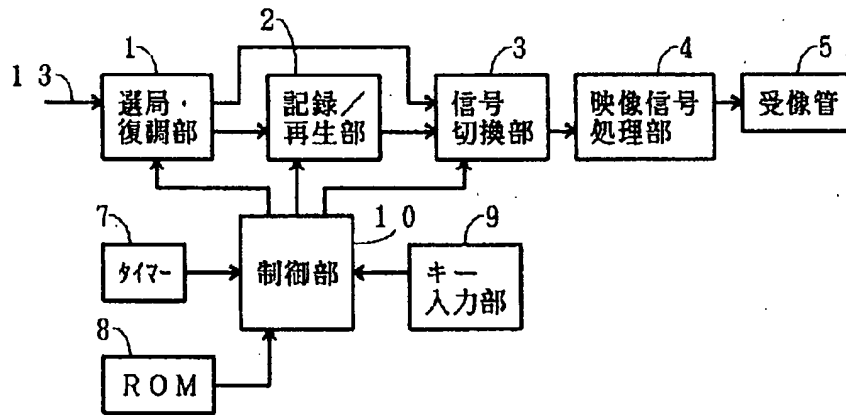 1
2
3
4
5
13
選局・
復調部
記録／
再生部
信号
切換部
映像信号
処理部
受像管
7
10
9
タイマー
制御部
キー
入力部
8
ROM